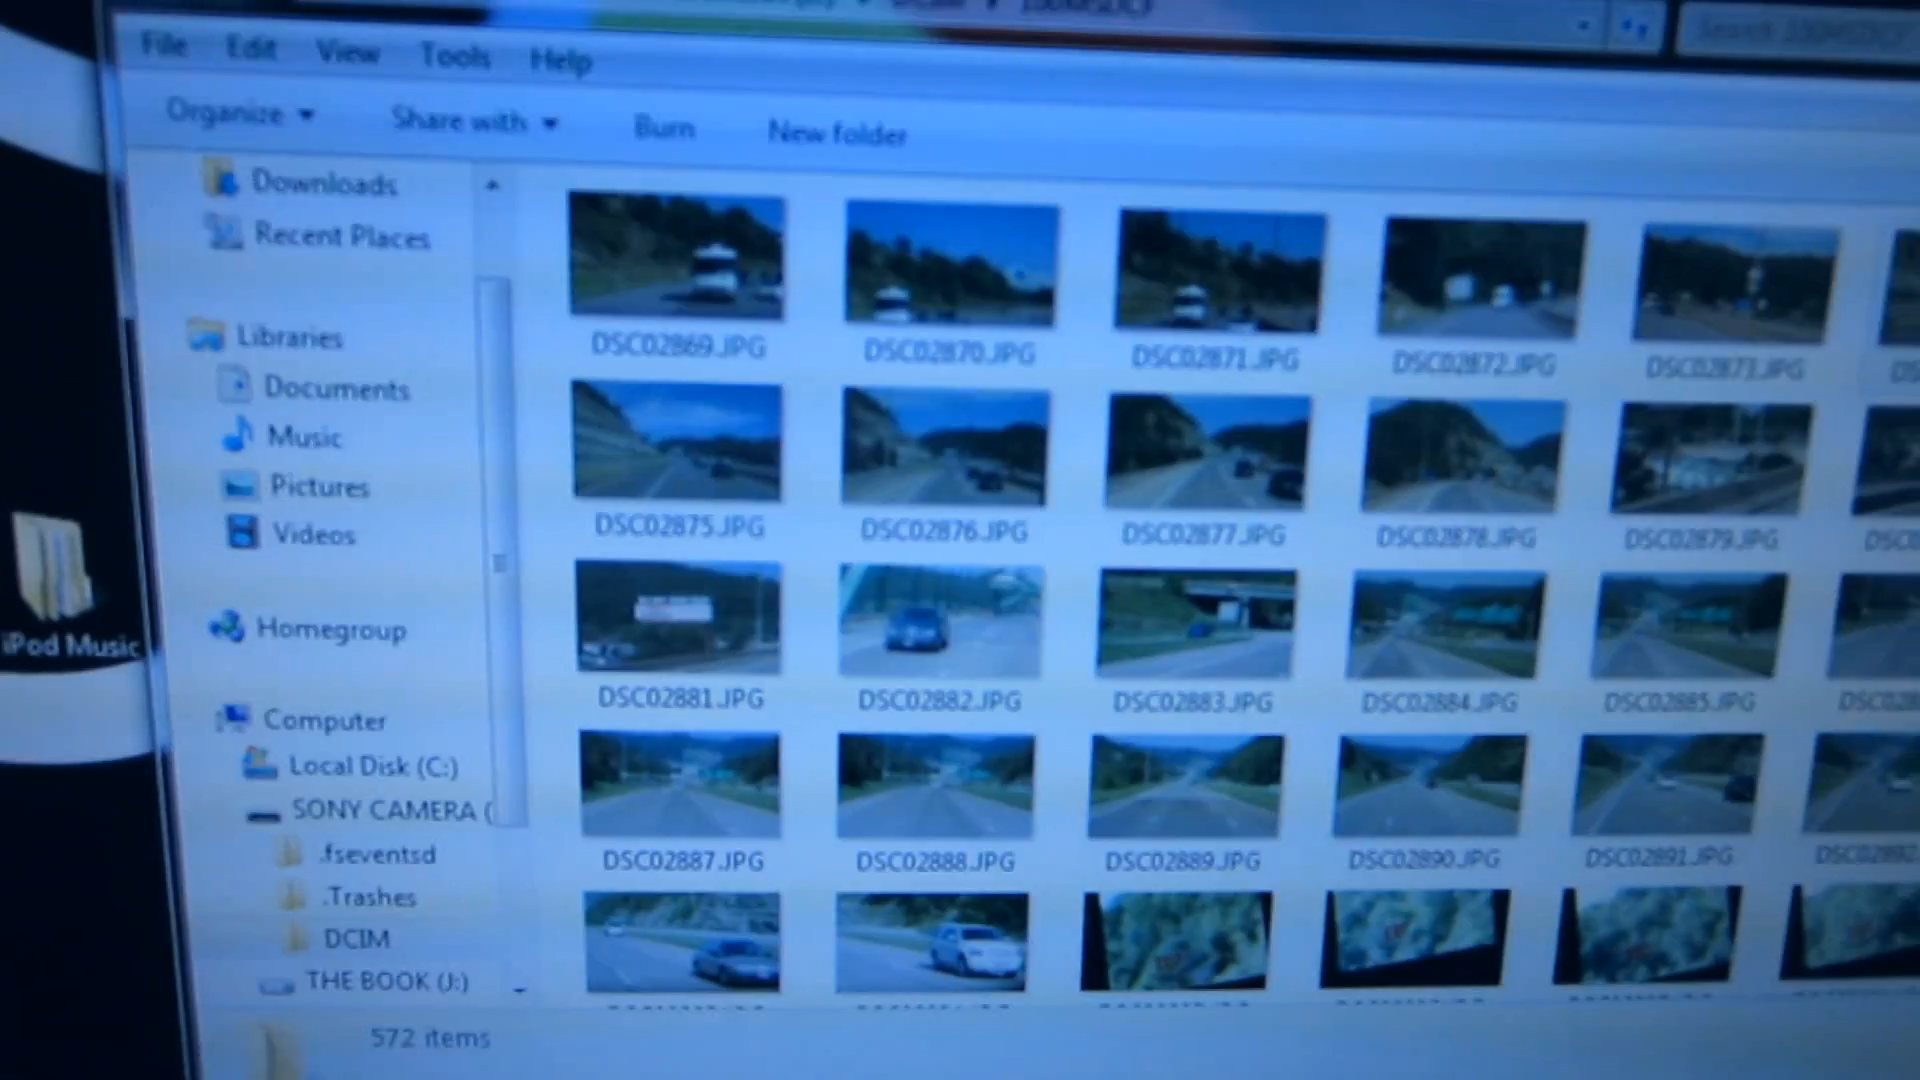 File Edit View Tools Help
Organize Share with Burn New folder
Downloads
Recent Places
Libraries
Documents
Music
Pictures
Videos
Homegroup
Computer
Local Disk (C:)
SONY CAMERA (
.fseventsd
.Trashes
DCIM
THE BOOK (J:)
iPod Music
DSC02869.JPG DSC02870.JPG DSC02871.JPG DSC02872.JPG DSC02873.JPG
DSC02875.JPG DSC02876.JPG DSC02877.JPG DSC02878.JPG DSC02879.JPG
DSC02881.JPG DSC02882.JPG DSC02883.JPG DSC02884.JPG DSC02885.JPG
DSC02887.JPG DSC02888.JPG DSC02889.JPG DSC02890.JPG DSC02891.JPG
572 items